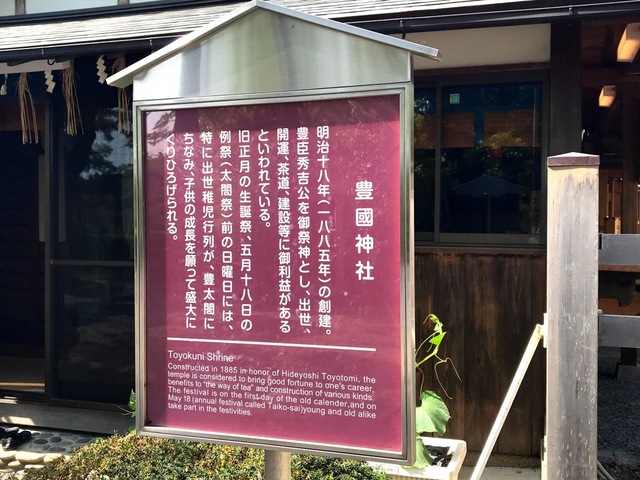 豊國神社
明治十八年(一八八五年)の創建。
豊臣秀吉公を御祭神とし、出世、
開運、茶道、建設等に御利益がある
といわれている。
旧正月の生誕祭、五月十八日の
例祭(太閤祭)前の日曜日には、
特に出世稚児行列が、豊太閤に
ちなみ、子供の成長を願って盛大に
くりひろげられる。
Toyokuni Shrine
Constructed in 1885 in honor of Hideyoshi Toyotomi, the
temple is considered to bring good fortune to one's career,
benefits to "the way of tea" and construction of various kinds.
The festival is on the first day of the old calender,and on
May 18(annual festival called Taiko-sai)young and old alike
take part in the festivities.